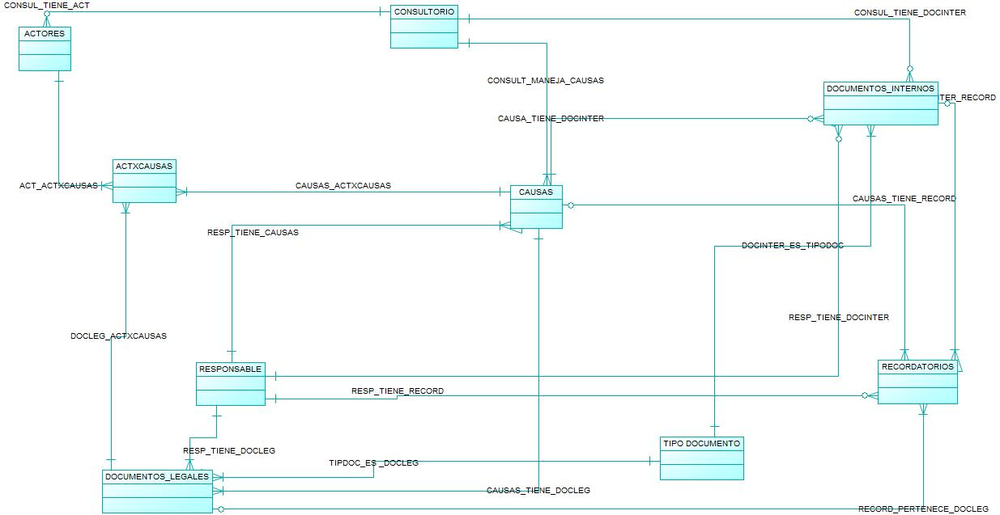 CONSUL_TIENE_ACT
CONSULTORIO
CONSUL_TIENE_DOCINTER
ACTORES
CONSULT_MANEJA_CAUSAS
DOCUMENTOS_INTERNOS
TER_RECORD
CAUSA_TIENE_DOCINTER
ACTXCAUSAS
ACT_ACTXCAUSAS
CAUSAS_ACTXCAUSAS
CAUSAS
CAUSAS_TIENE_RECORD
RESP_TIENE_CAUSAS
DOCINTER_ES_TIPODOC
RESP_TIENE_DOCINTER
DOCLEG_ACTXCAUSAS
RESPONSABLE
RECORDATORIOS
RESP_TIENE_RECORD
TIPO DOCUMENTO
RESP_TIENE_DOCLEG
TIPDOC_ES _DOCLEG
DOCUMENTOS_LEGALES
CAUSAS_TIENE_DOCLEG
RECORD_PERTENECE_DOCLEG